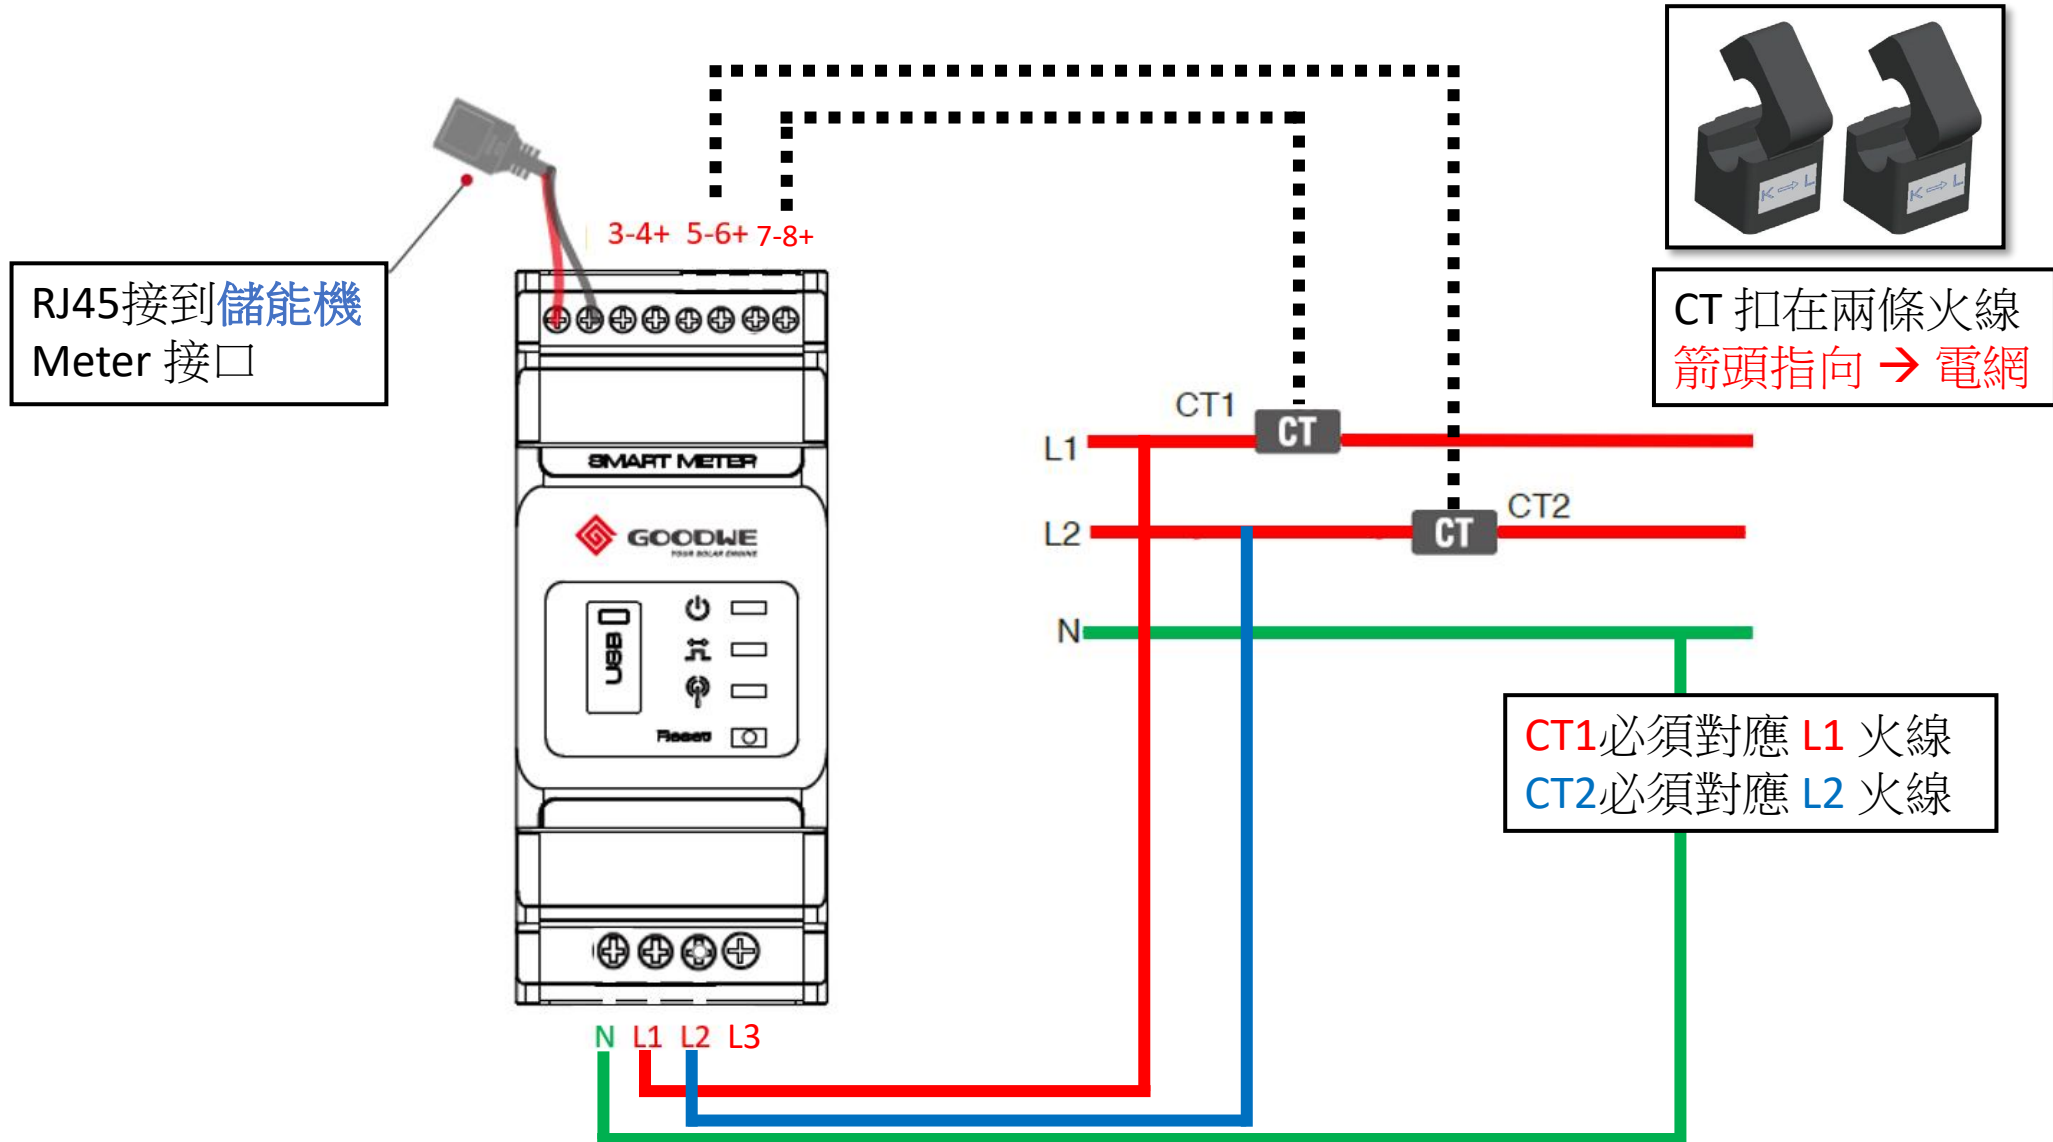 3-4+ 5-6+ 7-8+
RJ45接到儲能機
Meter 接口
K⇒L
K⇒L
CT 扣在兩條火線
箭頭指向 → 電網
CT1
CT
L1
SMART METER
CT2
L2
CT
GOODWE
YOUR SOLAR ENGINE
USB
N
Reset
CT1必須對應 L1 火線
CT2必須對應 L2 火線
N L1 L2 L3